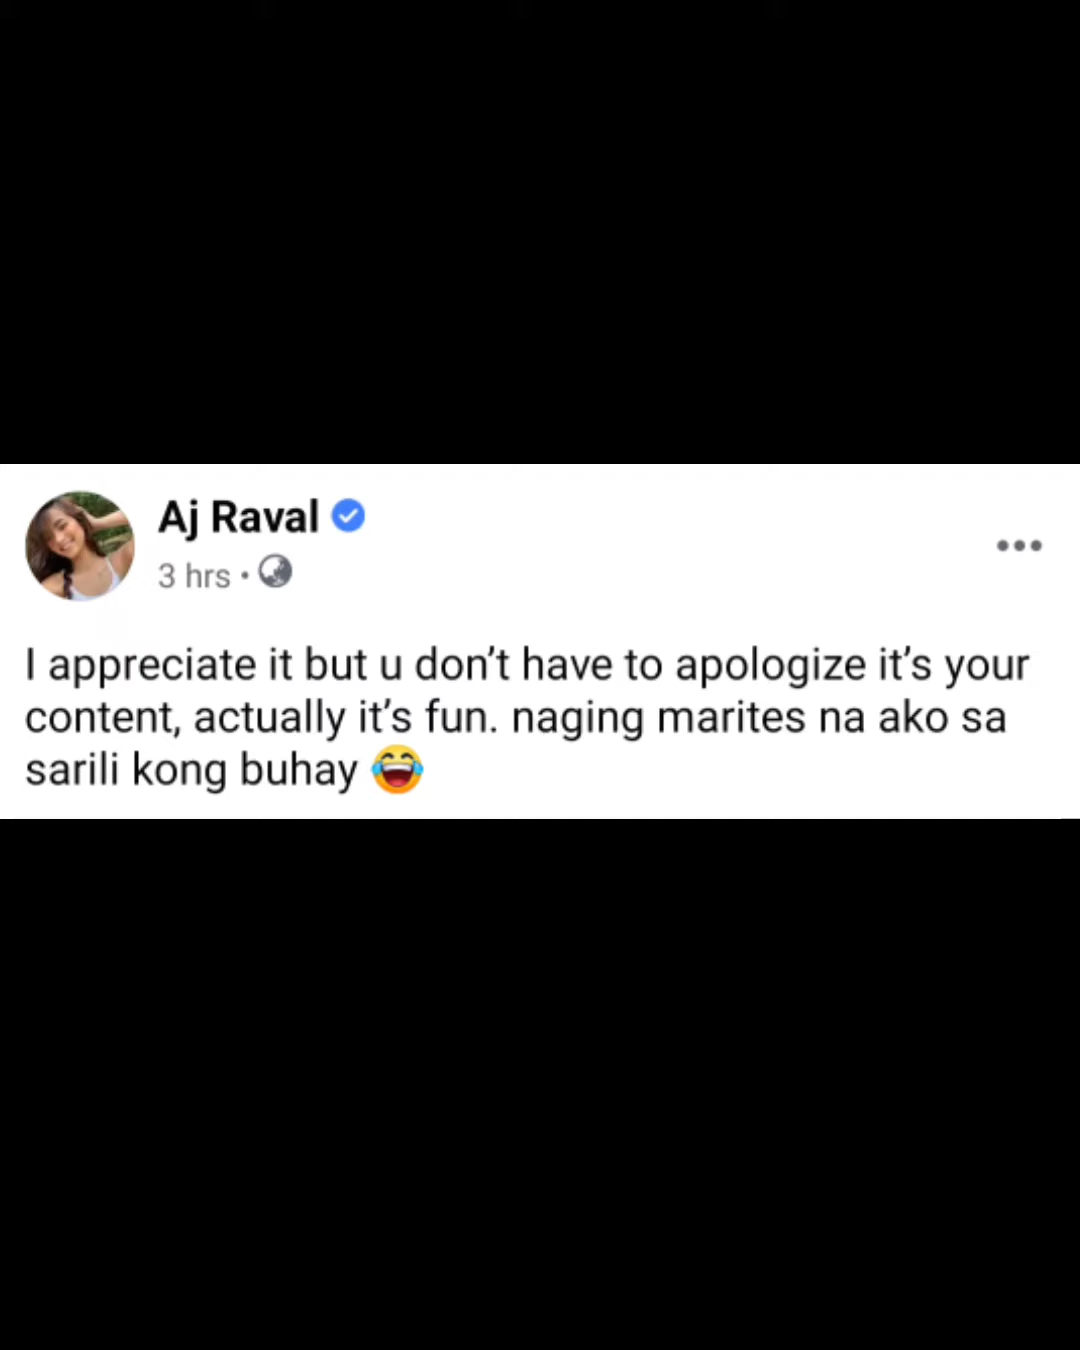 Aj Raval
3 hrs •
I appreciate it but u don't have to apologize it's your
content, actually it's fun. naging marites na ako sa
sarili kong buhay 😂